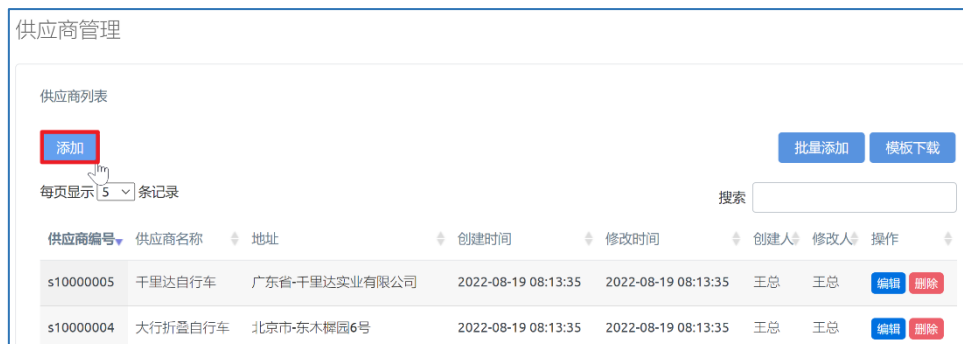 供应商管理
供应商列表
添加 批量添加 模板下载
每页显示 5 条记录 搜索
供应商编号 供应商名称 地址 创建时间 修改时间 创建人 修改人 操作
s10000005 千里达自行车 广东省-千里达实业有限公司 2022-08-19 08:13:35 2022-08-19 08:13:35 王总 王总 编辑 删除
s10000004 大行折叠自行车 北京市-东木樨园6号 2022-08-19 08:13:35 2022-08-19 08:13:35 王总 王总 编辑 删除